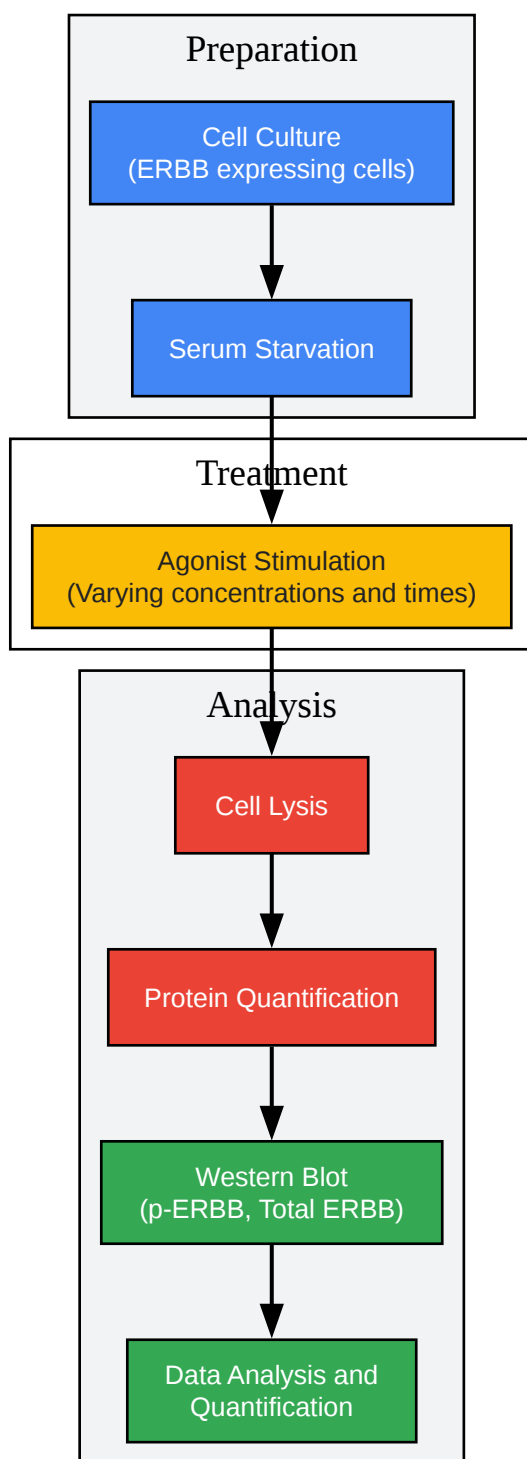 Preparation
Cell Culture
(ERBB expressing cells)
Serum Starvation
Treatment
Agonist Stimulation
(Varying concentrations and times)
Analysis
Cell Lysis
Protein Quantification
Western Blot
(p-ERBB, Total ERBB)
Data Analysis and
Quantification